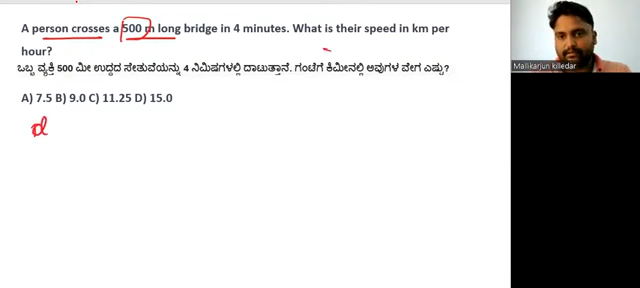 A person crosses a 500 m long bridge in 4 minutes. What is their speed in km per
hour?
ಒಬ್ಬ ವ್ಯಕ್ತಿ 500 ಮೀ ಉದ್ದದ ಸೇತುವೆಯನ್ನು 4 ನಿಮಿಷಗಳಲ್ಲಿ ದಾಟುತ್ತಾನೆ. ಗಂಟೆಗೆ ಕಿಮೀನಲ್ಲಿ ಅವುಗಳ ವೇಗ ಎಷ್ಟು?
A) 7.5 B) 9.0 C) 11.25 D) 15.0
d
Mallikarjun killedar